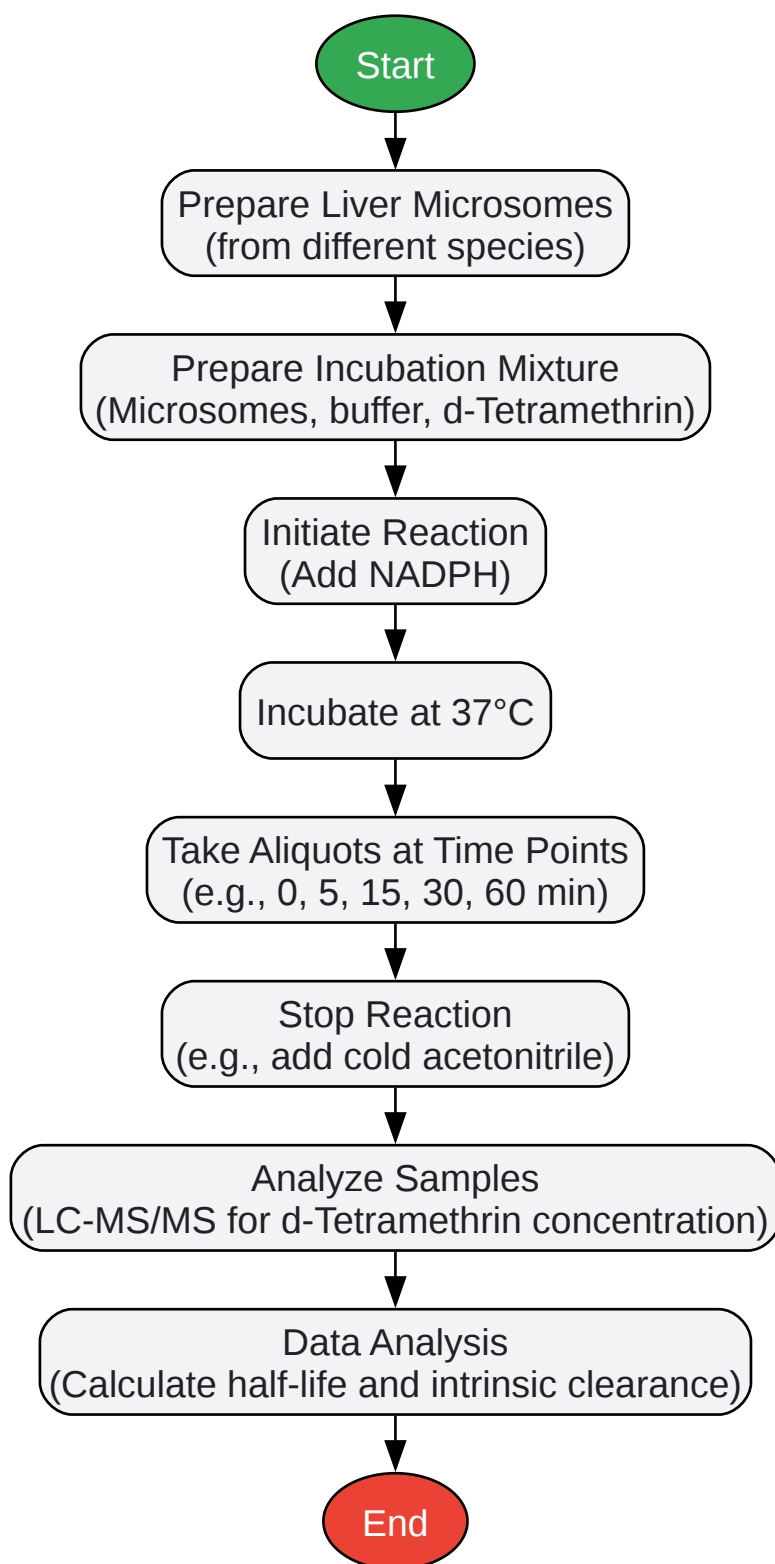 Start
Prepare Liver Microsomes
(from different species)
Prepare Incubation Mixture
(Microsomes, buffer, d-Tetramethrin)
Initiate Reaction
(Add NADPH)
Incubate at 37°C
Take Aliquots at Time Points
(e.g., 0, 5, 15, 30, 60 min)
Stop Reaction
(e.g., add cold acetonitrile)
Analyze Samples
(LC-MS/MS for d-Tetramethrin concentration)
Data Analysis
(Calculate half-life and intrinsic clearance)
End